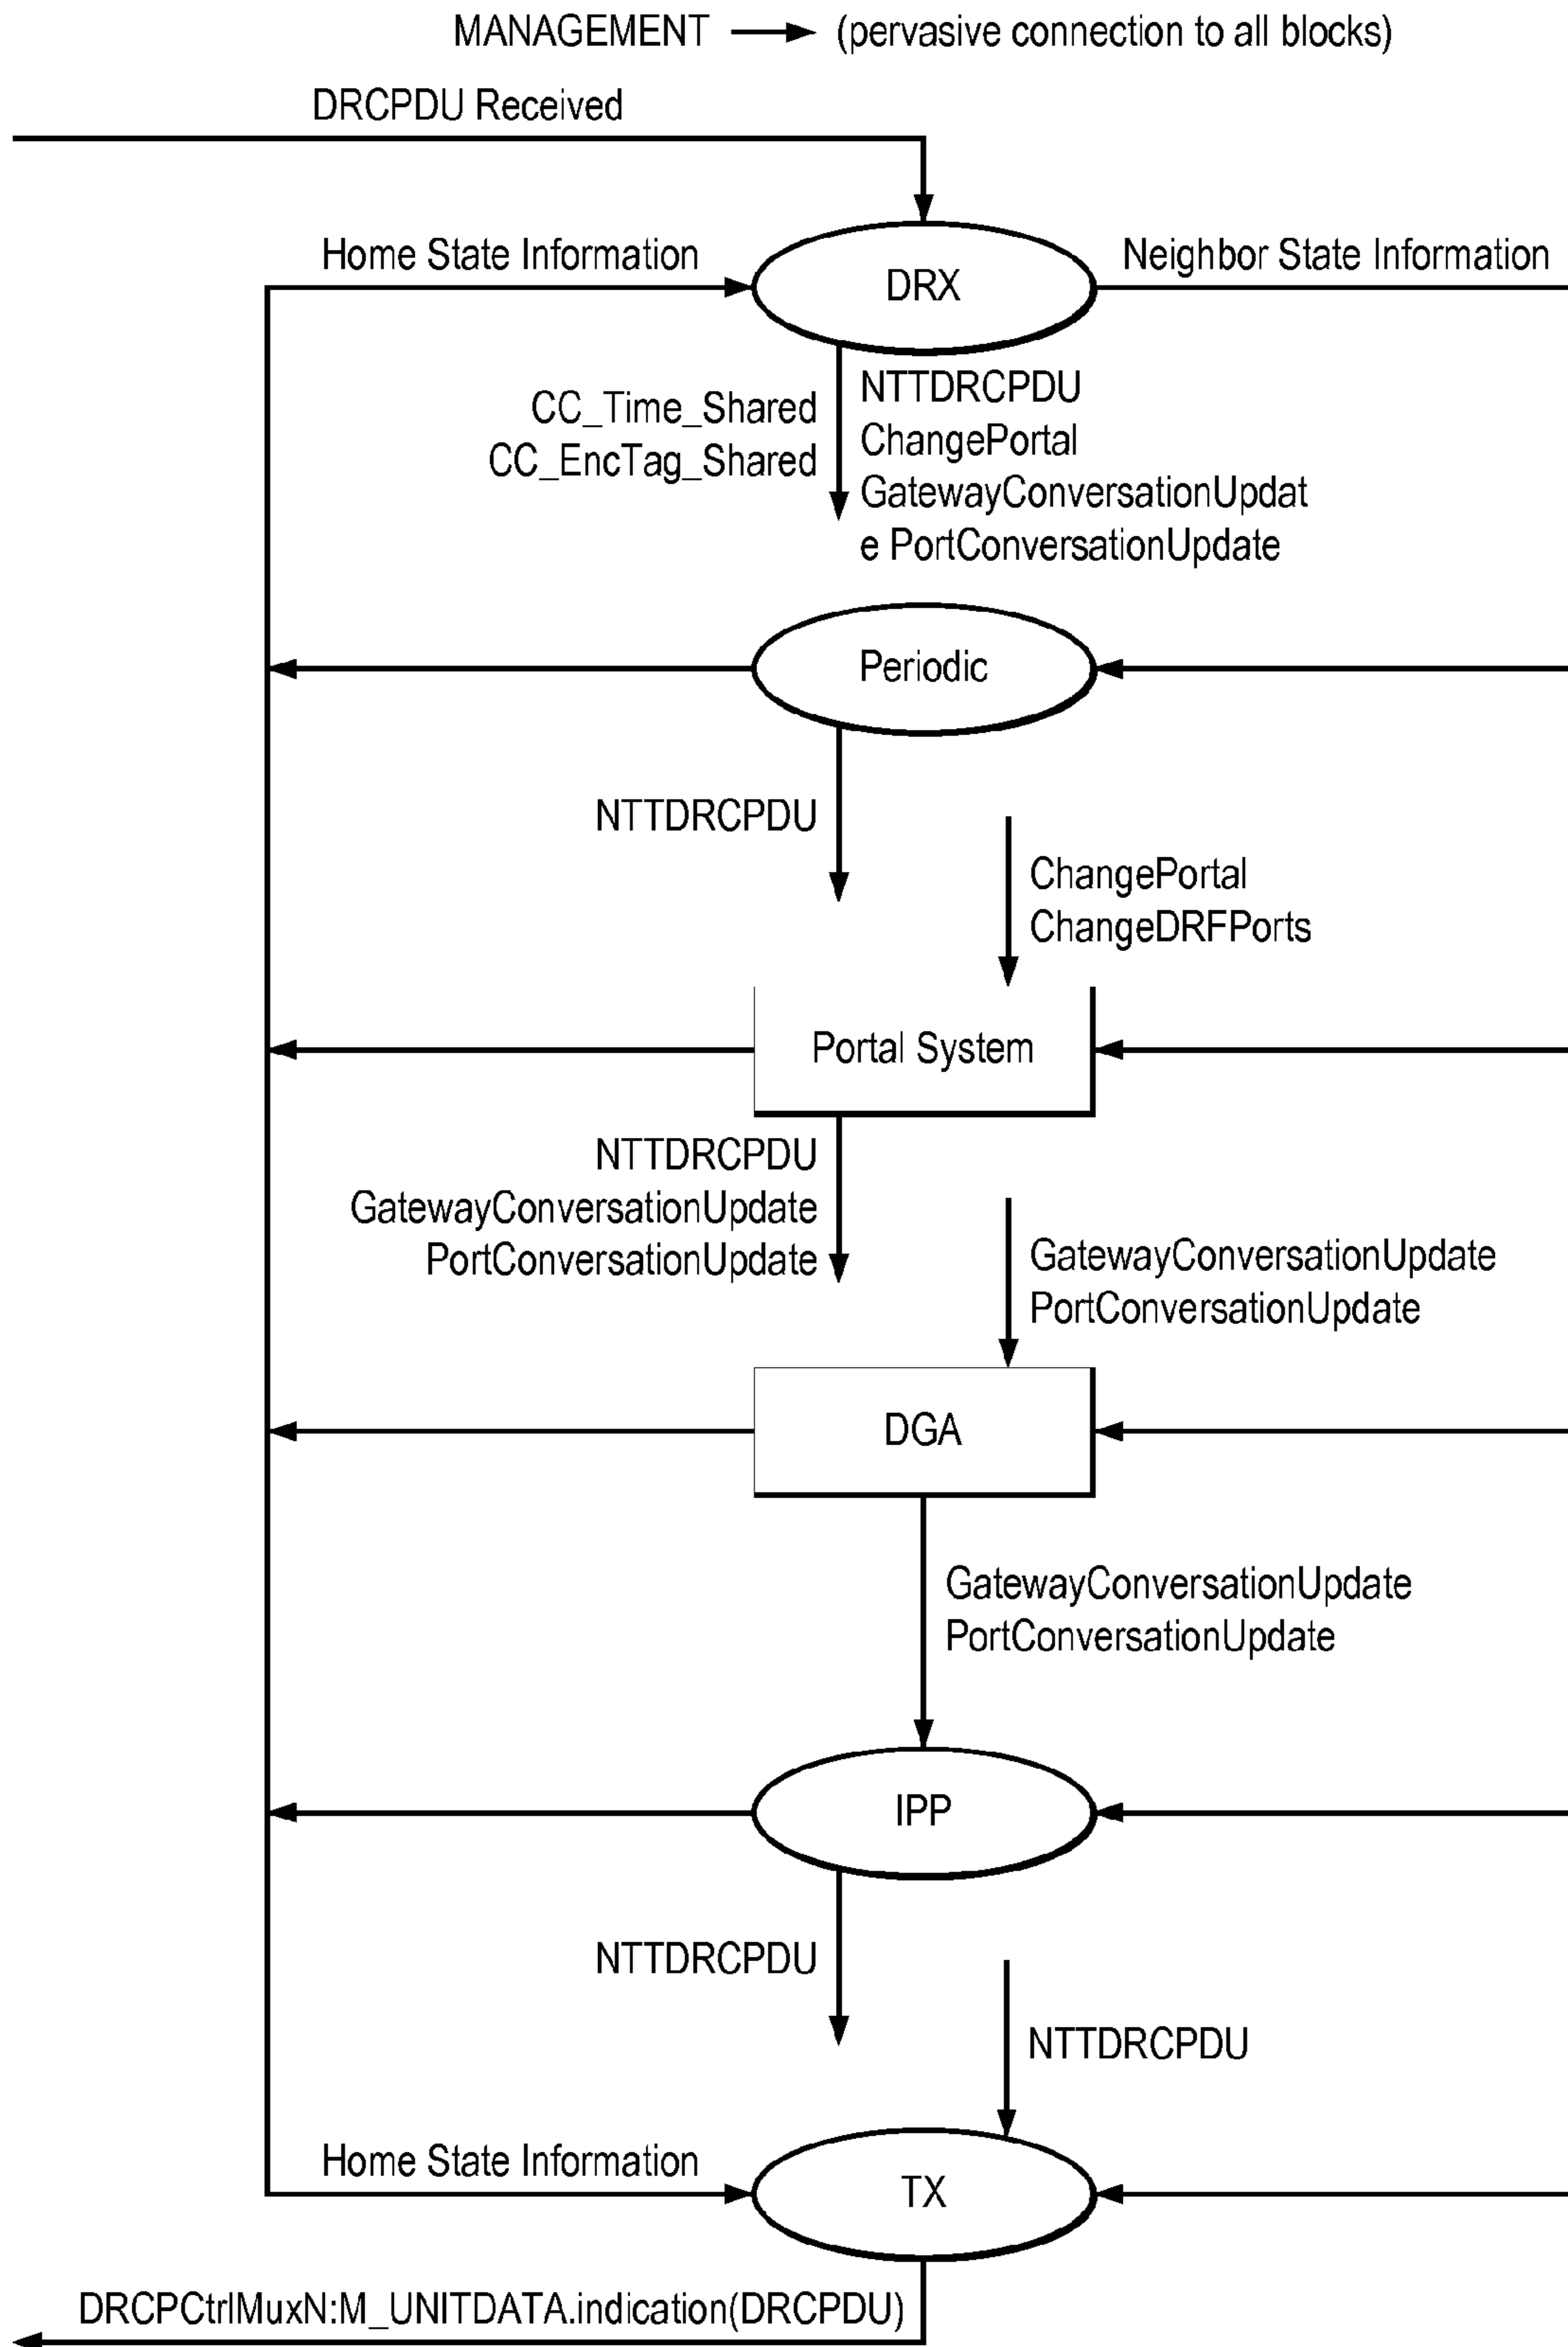 MANAGEMENT (pervasive connection to all blocks)
DRCPDU Received
Home State Information
DRX
Neighbor State Information
CC_Time_Shared
CC_EncTag_Shared
NTTDRCPDU
ChangePortal
GatewayConversationUpdat
e PortConversationUpdate
Periodic
NTTDRCPDU
ChangePortal
ChangeDRFPorts
Portal System
NTTDRCPDU
GatewayConversationUpdate
PortConversationUpdate
GatewayConversationUpdate
PortConversationUpdate
DGA
GatewayConversationUpdate
PortConversationUpdate
IPP
NTTDRCPDU
NTTDRCPDU
Home State Information
TX
DRCPCtrlMuxN:M_UNITDATA.indication(DRCPDU)